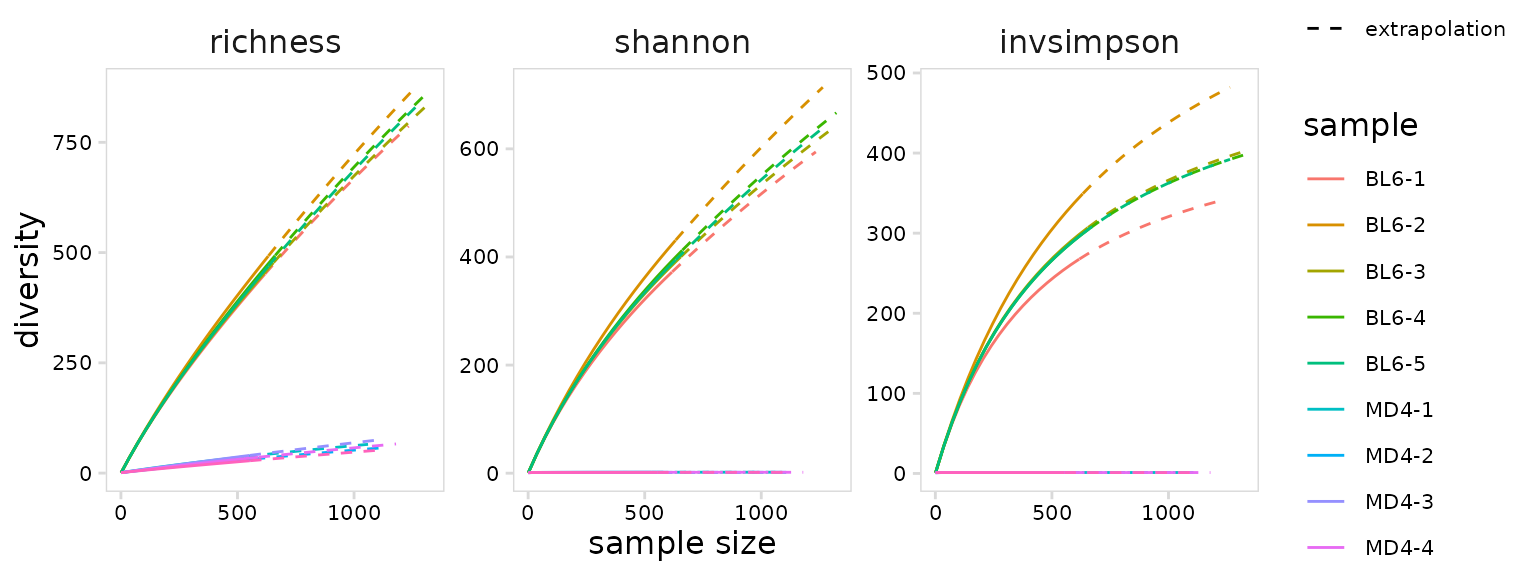 richness
shannon
invsimpson
diversity
750
500
250
0
600
400
200
0
500
400
300
200
100
0
0
500
1000
0
500
1000
0
500
1000
sample size
extrapolation
sample
BL6-1
BL6-2
BL6-3
BL6-4
BL6-5
MD4-1
MD4-2
MD4-3
MD4-4